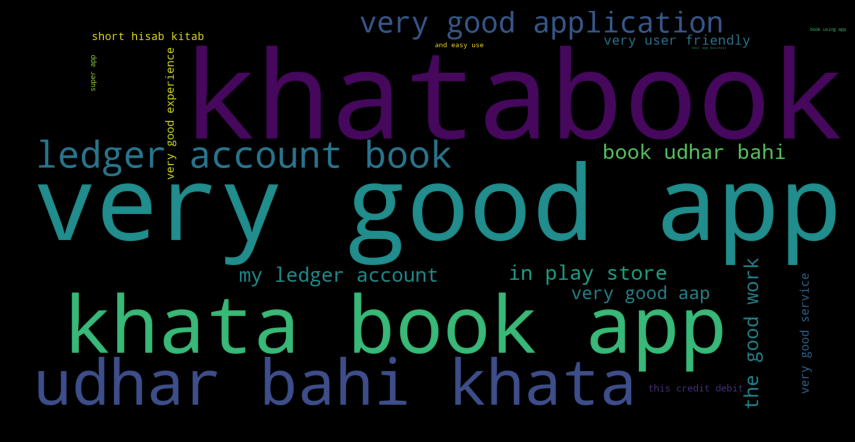 very good application
short hisab kitab
very user friendly
and easy use
book using app
super app
very good experience
khatabook
ledger account book
book udhar bahi
very good app
my ledger account
in play store
very good aap
the good work
very good service
khata book app
udhar bahi khata
this credit debit